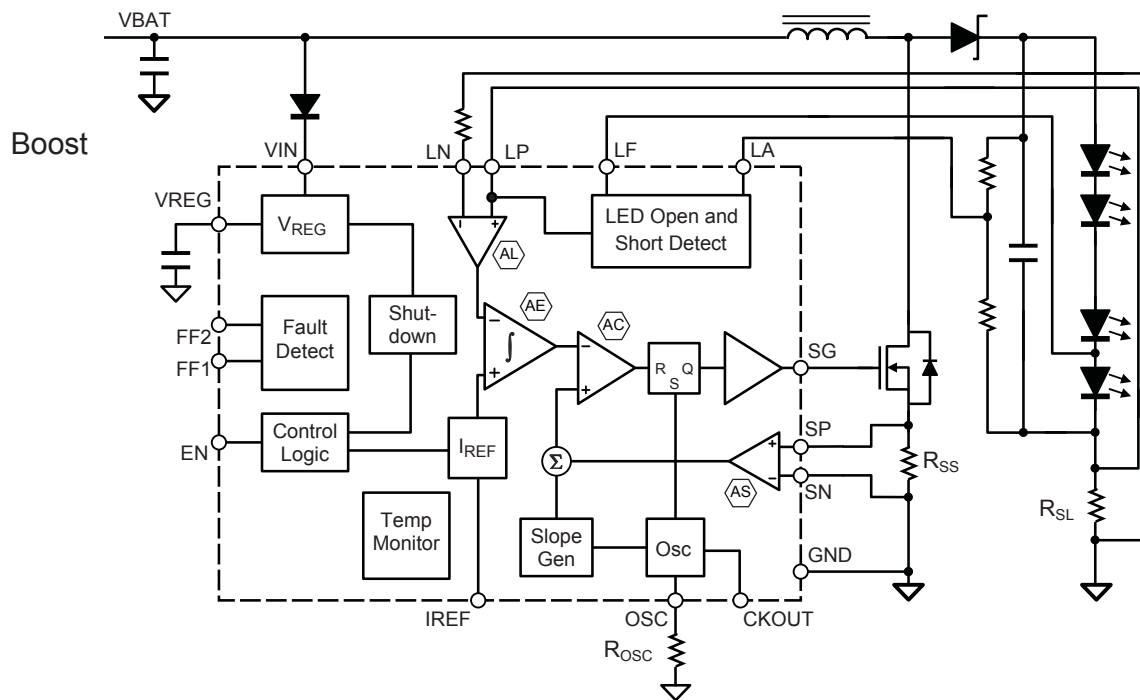 VBAT
Boost
VIN
LN
LP
LF
LA
VREG
VREG
LED Open and
Short Detect
AL
AE
AC
Shut-
down
Fault
Detect
FF2
FF1
− +
−
∫
+
−
+
R S Q
SG
EN
Control
Logic
IREF
Σ
+
−
AS
SP
SN
RSS
RSL
Temp
Monitor
Slope
Gen
Osc
GND
IREF
OSC
CKOUT
ROSC